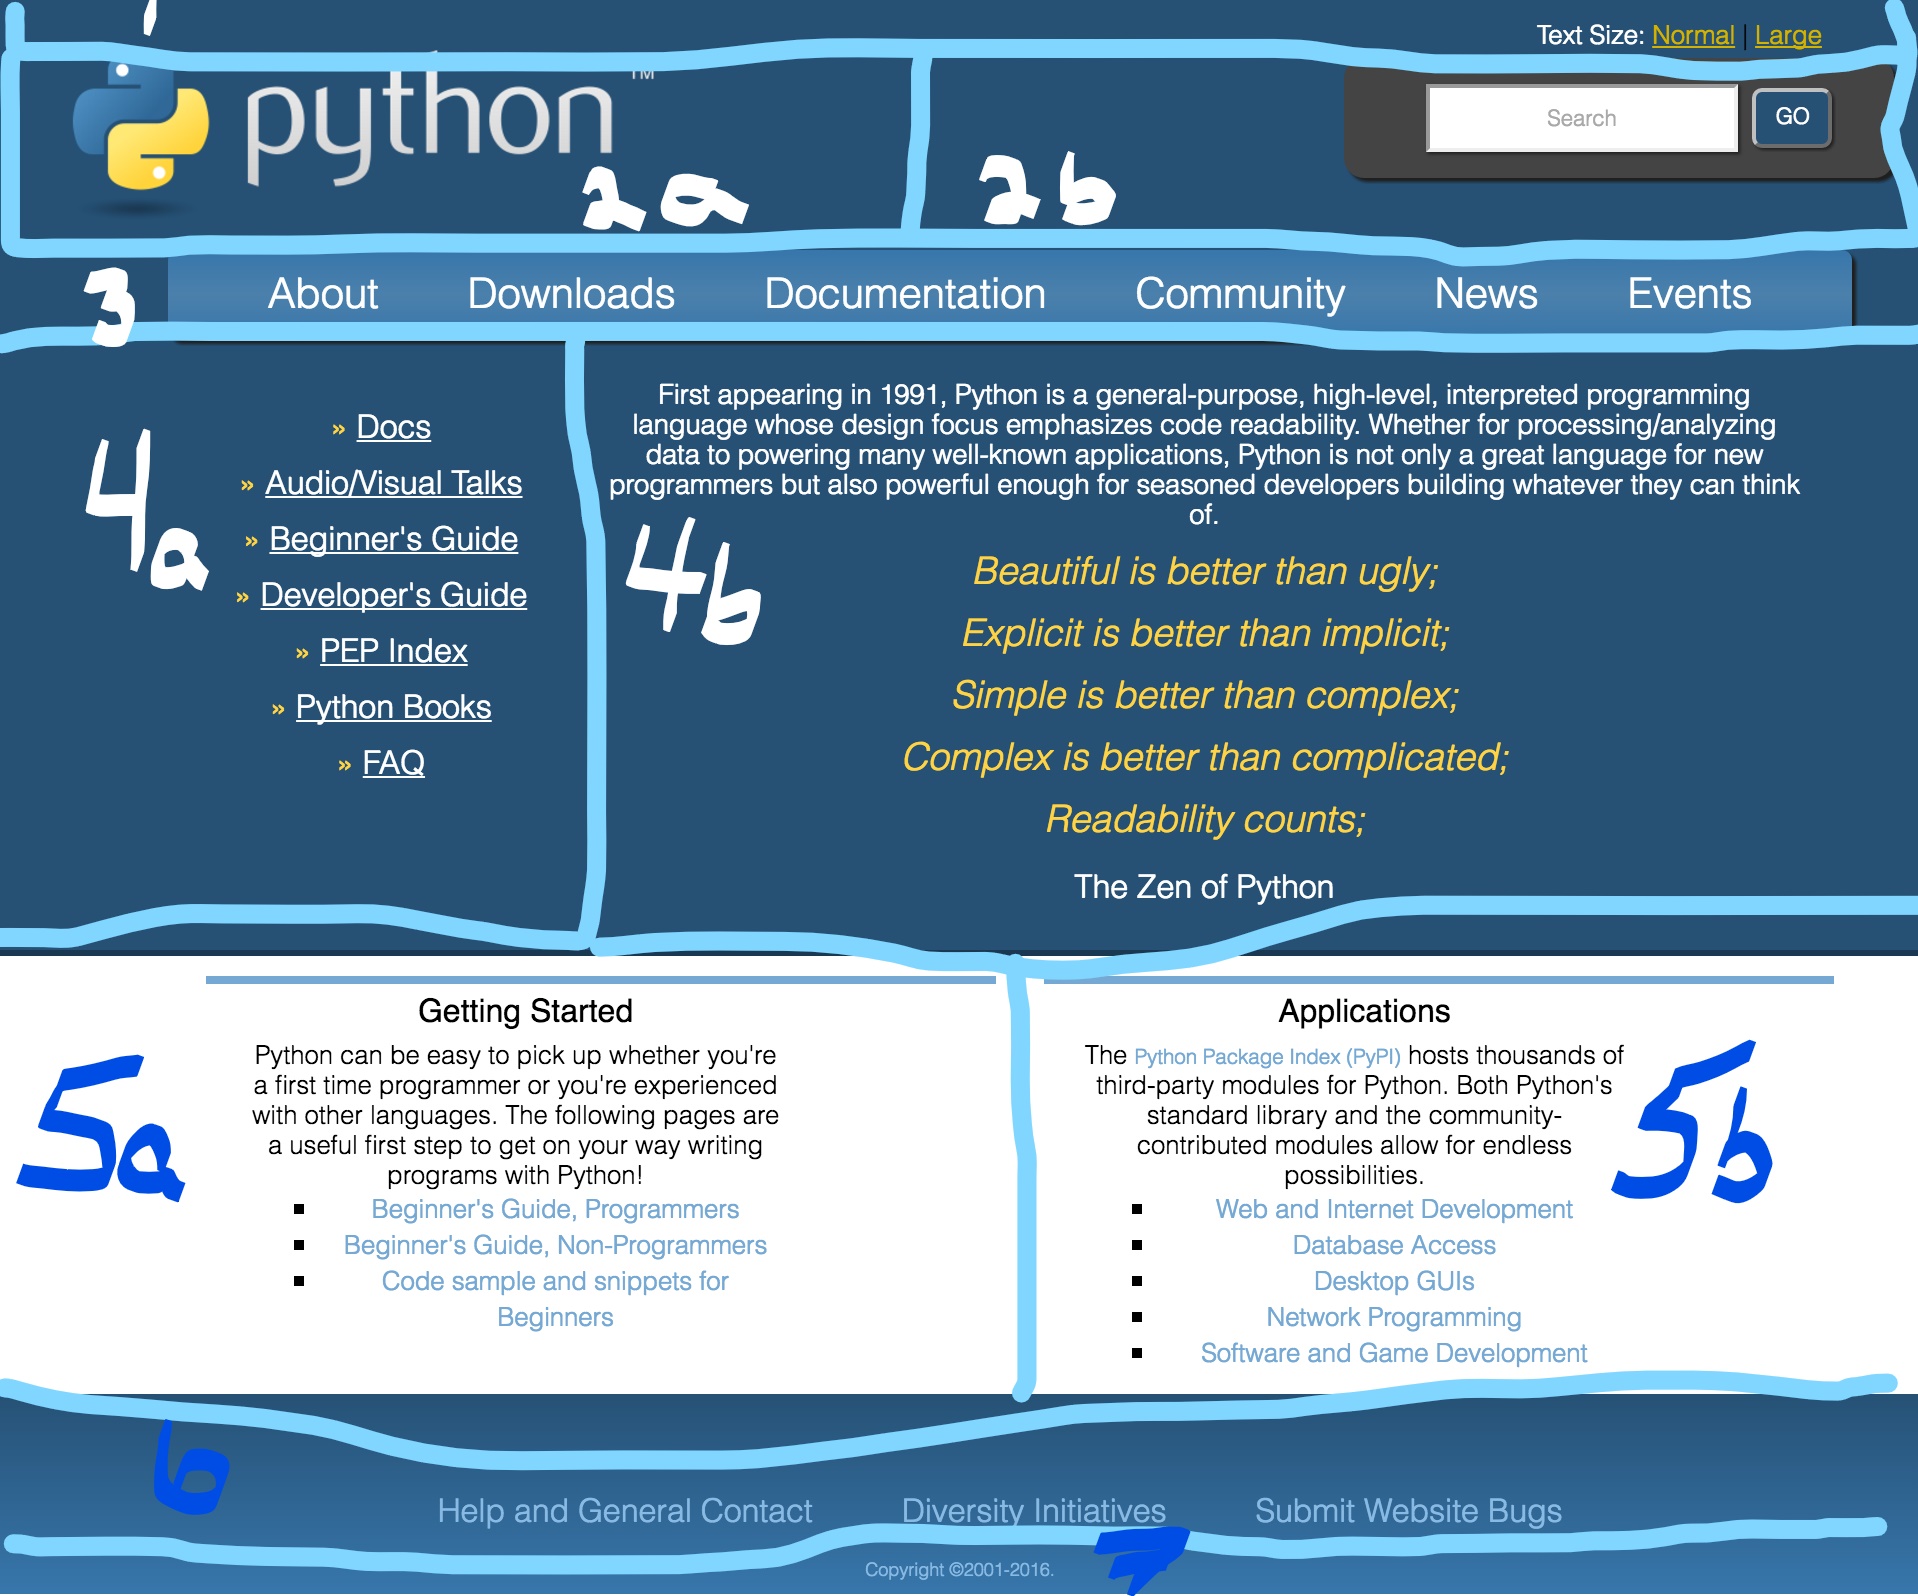 1
Text Size: Normal | Large
python TM
Search GO
2a 2b
3
About Downloads Documentation Community News Events
4a
» Docs
» Audio/Visual Talks
» Beginner's Guide
» Developer's Guide
» PEP Index
» Python Books
» FAQ
First appearing in 1991, Python is a general-purpose, high-level, interpreted programming
language whose design focus emphasizes code readability. Whether for processing/analyzing
data to powering many well-known applications, Python is not only a great language for new
programmers but also powerful enough for seasoned developers building whatever they can think
of.
4b
Beautiful is better than ugly;
Explicit is better than implicit;
Simple is better than complex;
Complex is better than complicated;
Readability counts;
The Zen of Python
5a
Getting Started
Python can be easy to pick up whether you're
a first time programmer or you're experienced
with other languages. The following pages are
a useful first step to get on your way writing
programs with Python!
Beginner's Guide, Programmers
Beginner's Guide, Non-Programmers
Code sample and snippets for
Beginners
Applications
The Python Package Index (PyPI) hosts thousands of
third-party modules for Python. Both Python's
standard library and the community-
contributed modules allow for endless
possibilities.
5b
Web and Internet Development
Database Access
Desktop GUIs
Network Programming
Software and Game Development
6
Help and General Contact Diversity Initiatives Submit Website Bugs
7
Copyright ©2001-2016.